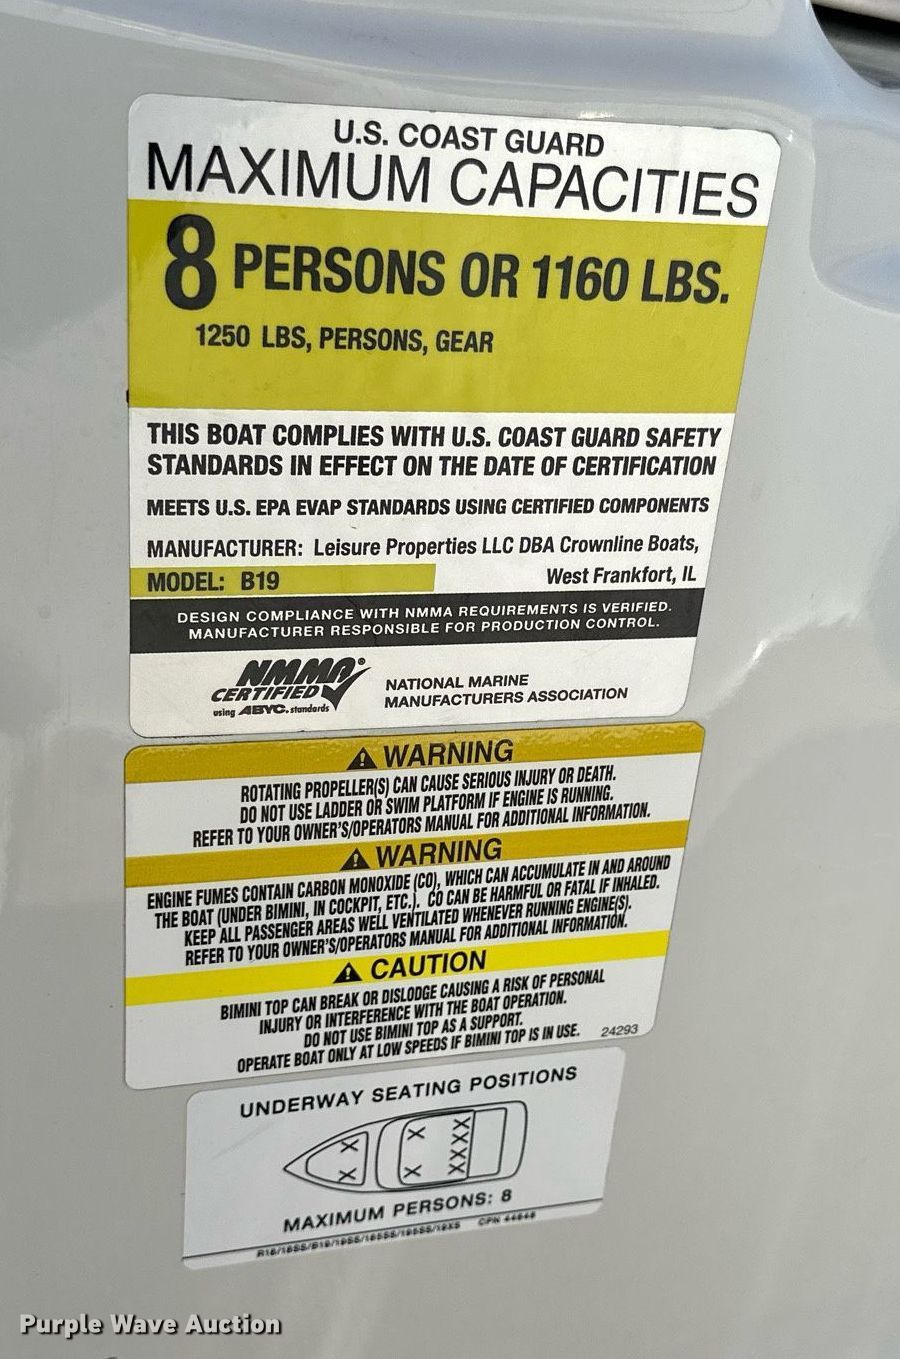 U.S. COAST GUARD
MAXIMUM CAPACITIES
8 PERSONS OR 1160 LBS.
1250 LBS, PERSONS, GEAR
THIS BOAT COMPLIES WITH U.S. COAST GUARD SAFETY
STANDARDS IN EFFECT ON THE DATE OF CERTIFICATION
MEETS U.S. EPA EVAP STANDARDS USING CERTIFIED COMPONENTS
MANUFACTURER: Leisure Properties LLC DBA Crownline Boats,
MODEL: B19 West Frankfort, IL
DESIGN COMPLIANCE WITH NMMA REQUIREMENTS IS VERIFIED.
MANUFACTURER RESPONSIBLE FOR PRODUCTION CONTROL.
NMMA®
CERTIFIED
using ABYC. standards
NATIONAL MARINE
MANUFACTURERS ASSOCIATION
WARNING
ROTATING PROPELLER(S) CAN CAUSE SERIOUS INJURY OR DEATH.
DO NOT USE LADDER OR SWIM PLATFORM IF ENGINE IS RUNNING.
REFER TO YOUR OWNER'S/OPERATORS MANUAL FOR ADDITIONAL INFORMATION.
WARNING
ENGINE FUMES CONTAIN CARBON MONOXIDE (CO), WHICH CAN ACCUMULATE IN AND AROUND
THE BOAT (UNDER BIMINI, IN COCKPIT, ETC.). CO CAN BE HARMFUL OR FATAL IF INHALED.
KEEP ALL PASSENGER AREAS WELL VENTILATED WHENEVER RUNNING ENGINE(S).
REFER TO YOUR OWNER'S/OPERATORS MANUAL FOR ADDITIONAL INFORMATION.
CAUTION
BIMINI TOP CAN BREAK OR DISLODGE CAUSING A RISK OF PERSONAL
INJURY OR INTERFERENCE WITH THE BOAT OPERATION.
DO NOT USE BIMINI TOP AS A SUPPORT.
OPERATE BOAT ONLY AT LOW SPEEDS IF BIMINI TOP IS IN USE. 24293
UNDERWAY SEATING POSITIONS
MAXIMUM PERSONS: 8
CPN
Purple Wave Auction